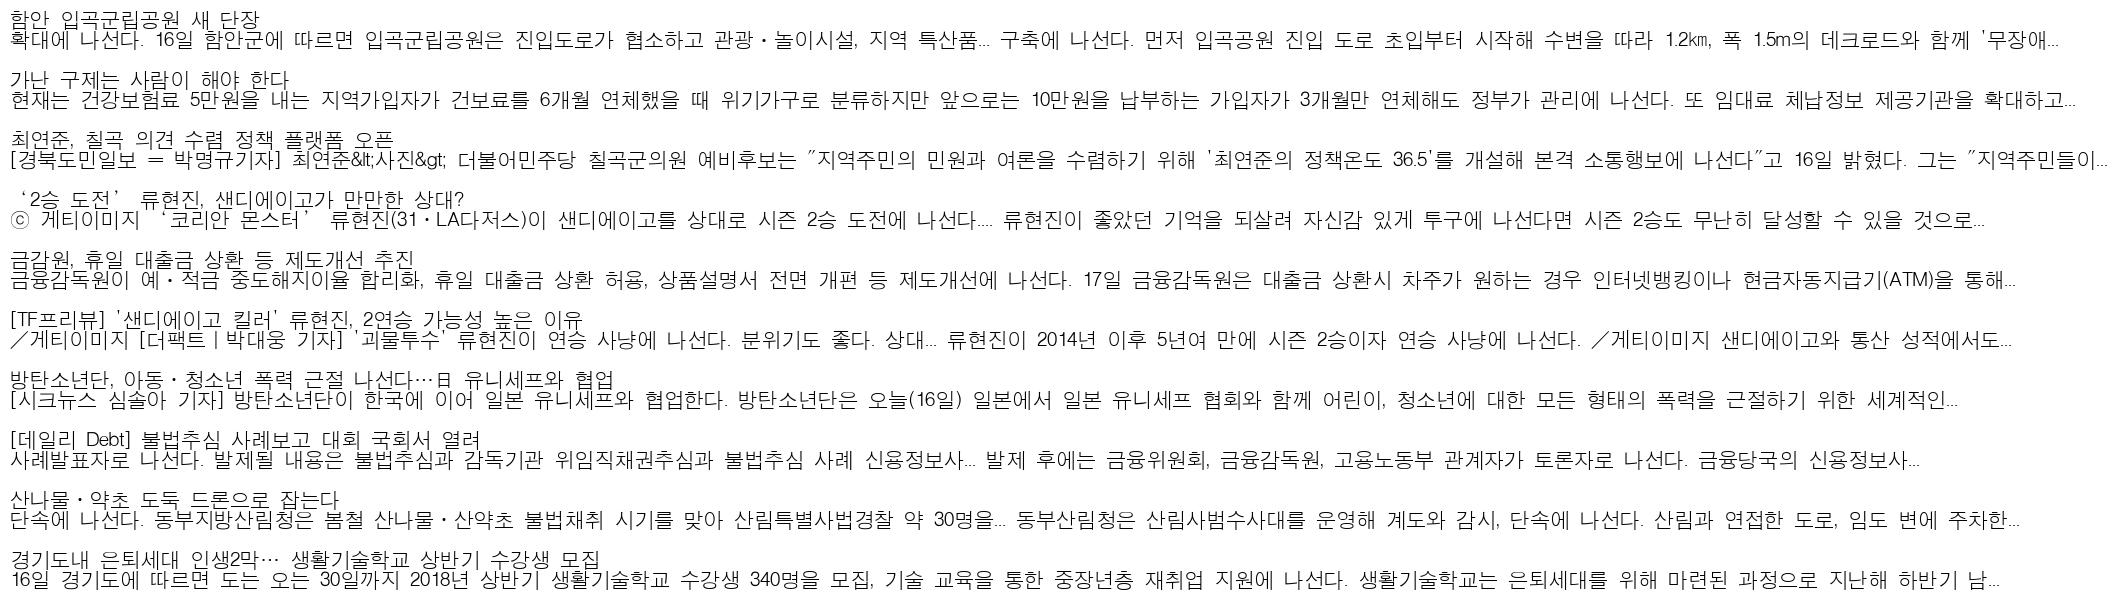 함안 입곡군립공원 새 단장
확대에 나선다. 16일 함안군에 따르면 입곡군립공원은 진입도로가 협소하고 관광·놀이시설, 지역 특산품... 구축에 나선다. 먼저 입곡공원 진입 도로 초입부터 시작해 수변을 따라 1.2㎞, 폭 1.5m의 데크로드와 함께 '무장애...
가난 구제는 사람이 해야 한다
현재는 건강보험료 5만원을 내는 지역가입자가 건보료를 6개월 연체했을 때 위기가구로 분류하지만 앞으로는 10만원을 납부하는 가입자가 3개월만 연체해도 정부가 관리에 나선다. 또 임대료 체납정보 제공기관을 확대하고...
최연준, 칠곡 의견 수렴 정책 플랫폼 오픈
[경북도민일보 = 박명규기자] 최연준&lt;사진&gt; 더불어민주당 칠곡군의원 예비후보는 "지역주민의 민원과 여론을 수렴하기 위해 '최연준의 정책온도 36.5'를 개설해 본격 소통행보에 나선다"고 16일 밝혔다. 그는 "지역주민들이...
‘2승 도전’ 류현진, 샌디에이고가 만만한 상대?
ⓒ 게티이미지 ‘코리안 몬스터’ 류현진(31·LA다저스)이 샌디에이고를 상대로 시즌 2승 도전에 나선다.... 류현진이 좋았던 기억을 되살려 자신감 있게 투구에 나선다면 시즌 2승도 무난히 달성할 수 있을 것으로...
금감원, 휴일 대출금 상환 등 제도개선 추진
금융감독원이 예·적금 중도해지이율 합리화, 휴일 대출금 상환 허용, 상품설명서 전면 개편 등 제도개선에 나선다. 17일 금융감독원은 대출금 상환시 차주가 원하는 경우 인터넷뱅킹이나 현금자동지급기(ATM)을 통해...
[TF프리뷰] '샌디에이고 킬러' 류현진, 2연승 가능성 높은 이유
／게티이미지 [더팩트ㅣ박대웅 기자] '괴물투수' 류현진이 연승 사냥에 나선다. 분위기도 좋다. 상대... 류현진이 2014년 이후 5년여 만에 시즌 2승이자 연승 사냥에 나선다. ／게티이미지 샌디에이고와 통산 성적에서도...
방탄소년단, 아동·청소년 폭력 근절 나선다…日 유니세프와 협업
[시크뉴스 심솔아 기자] 방탄소년단이 한국에 이어 일본 유니세프와 협업한다. 방탄소년단은 오늘(16일) 일본에서 일본 유니세프 협회와 함께 어린이, 청소년에 대한 모든 형태의 폭력을 근절하기 위한 세계적인...
[데일리 Debt] 불법추심 사례보고 대회 국회서 열려
사례발표자로 나선다. 발제될 내용은 불법추심과 감독기관 위임직채권추심과 불법추심 사례 신용정보사... 발제 후에는 금융위원회, 금융감독원, 고용노동부 관계자가 토론자로 나선다. 금융당국의 신용정보사...
산나물·약초 도둑 드론으로 잡는다
단속에 나선다. 동부지방산림청은 봄철 산나물·산약초 불법채취 시기를 맞아 산림특별사법경찰 약 30명을... 동부산림청은 산림사범수사대를 운영해 계도와 감시, 단속에 나선다. 산림과 연접한 도로, 임도 변에 주차한...
경기도내 은퇴세대 인생2막… 생활기술학교 상반기 수강생 모집
16일 경기도에 따르면 도는 오는 30일까지 2018년 상반기 생활기술학교 수강생 340명을 모집, 기술 교육을 통한 중장년층 재취업 지원에 나선다. 생활기술학교는 은퇴세대를 위해 마련된 과정으로 지난해 하반기 남...